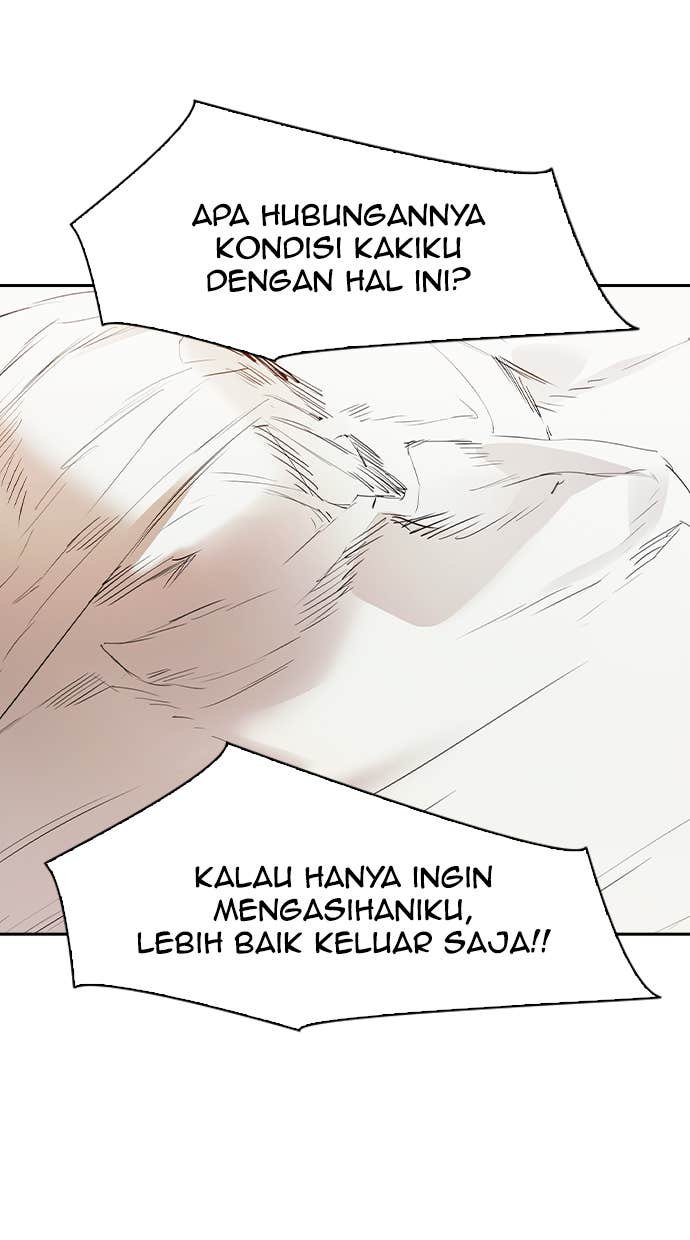 APA HUBUNGANNYA
KONDISI KAKIKU
DENGAN HAL INI?
KALAU HANYA INGIN
MENGASIHANIKU,
LEBIH BAIK KELUAR SAJA!!